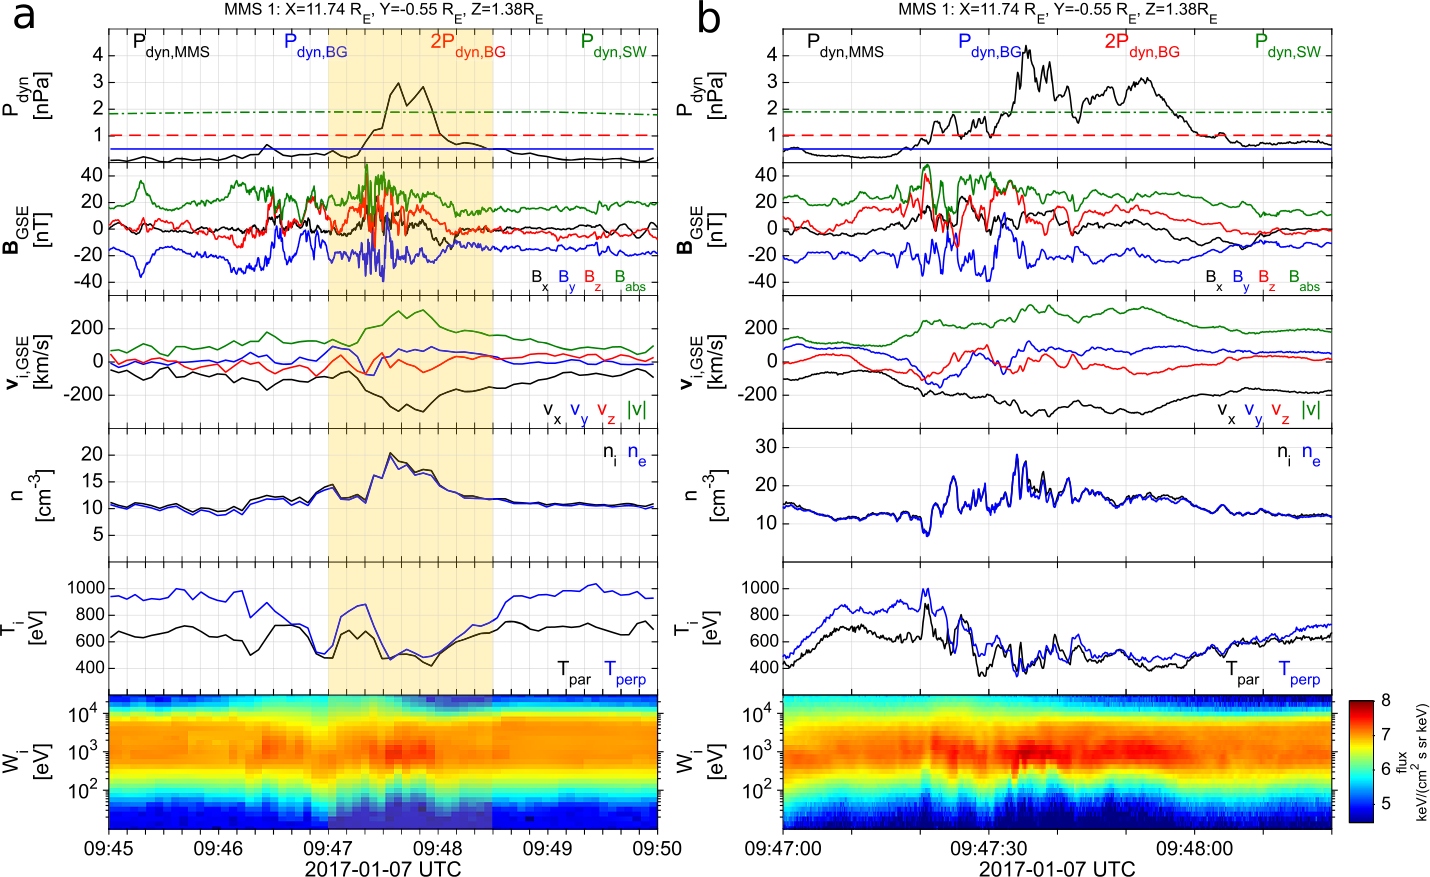 a
MMS 1: X=11.74 R_E, Y=-0.55 R_E, Z=1.38R_E
P_dyn,MMS P_dyn,BG 2P_dyn,BG P_dyn,SW
P_dyn [nPa]
4
3
2
1
B_GSE [nT]
40
20
0
-20
-40
B_x B_y B_z B_abs
v_i,GSE [km/s]
200
0
-200
v_x v_y v_z |v|
n [cm^-3]
20
15
10
5
n_i n_e
T_i [eV]
1000
800
600
400
T_par T_perp
W_i [eV]
10^4
10^3
10^2
09:45 09:46 09:47 09:48 09:49 09:50
2017-01-07 UTC
b
MMS 1: X=11.74 R_E, Y=-0.55 R_E, Z=1.38R_E
P_dyn,MMS P_dyn,BG 2P_dyn,BG P_dyn,SW
P_dyn [nPa]
4
3
2
1
B_GSE [nT]
40
20
0
-20
-40
B_x B_y B_z B_abs
v_i,GSE [km/s]
200
0
-200
v_x v_y v_z |v|
n [cm^-3]
30
20
10
n_i n_e
T_i [eV]
1000
800
600
400
T_par T_perp
W_i [eV]
10^4
10^3
10^2
09:47:00 09:47:30 09:48:00
2017-01-07 UTC
8
7
6
5
flux
keV/(cm^2 s sr keV)